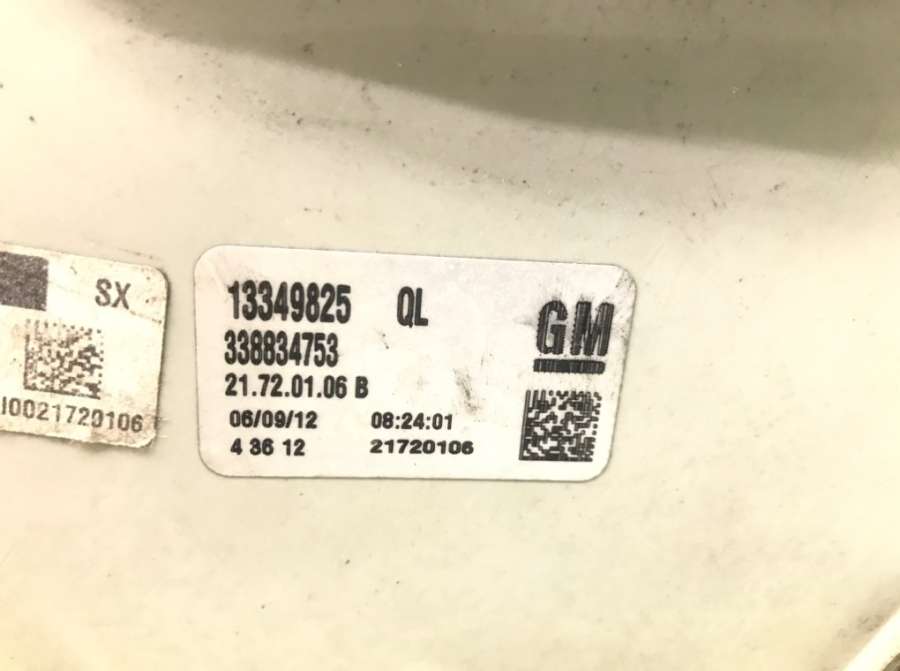 SX
I0021720106
13349825 QL
GM
338834753
21.72.01.06 B
06/09/12 08:24:01
4 36 12 21720106